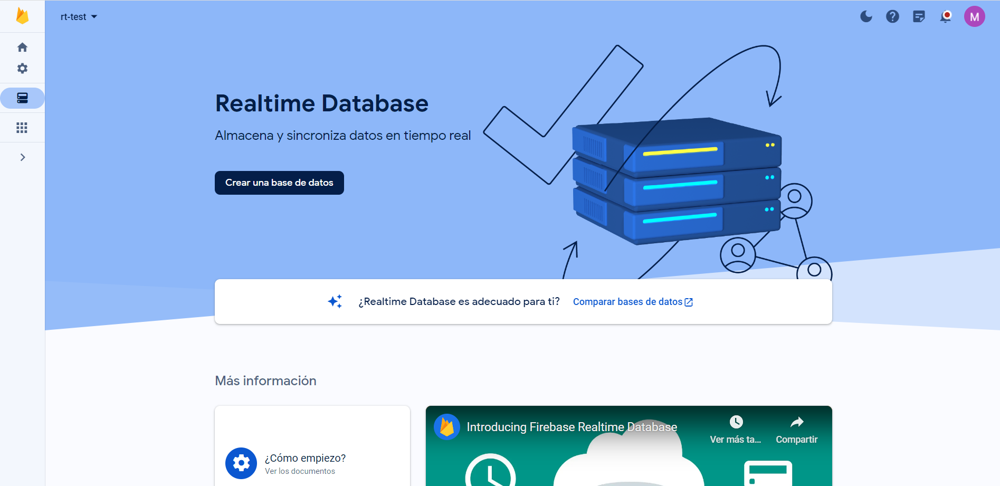 rt-test
M
Realtime Database
Almacena y sincroniza datos en tiempo real
Crear una base de datos
¿Realtime Database es adecuado para ti? Comparar bases de datos
Más información
¿Cómo empiezo?
Ver los documentos
Introducing Firebase Realtime Database
Ver más ta...
Compartir